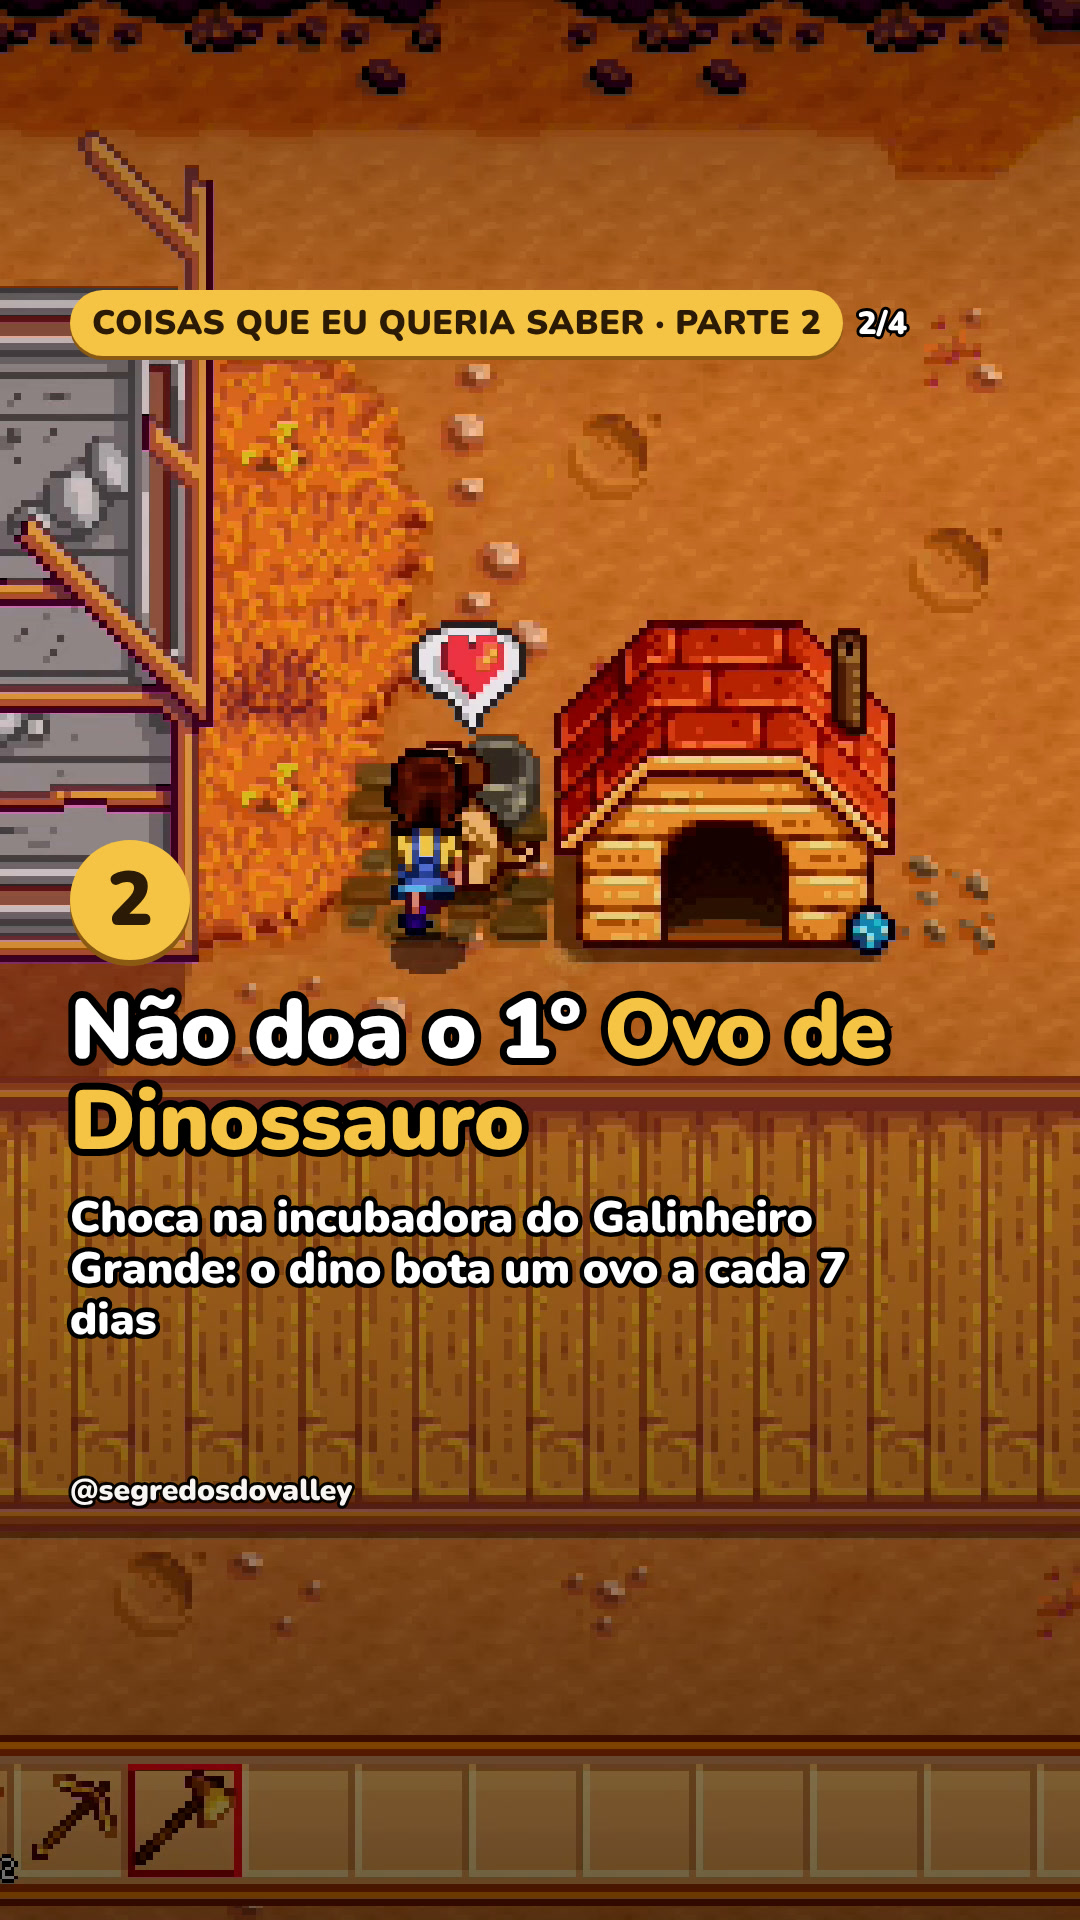 COISAS QUE EU QUERIA SABER · PARTE 2 2/4
2
Não doa o 1º Ovo de
Dinossauro
Choca na incubadora do Galinheiro
Grande: o dino bota um ovo a cada 7
dias
@segredosdovalley